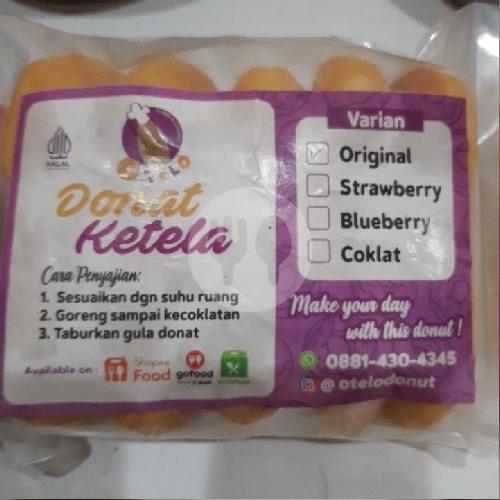 HALAL
OTELO
Donat
Ketela
Cara Penyajian:
1. Sesuaikan dgn suhu ruang
2. Goreng sampai kecoklatan
3. Taburkan gula donat
Available on :
Shopee
Food
gofood
Varian
Original
Strawberry
Blueberry
Coklat
Make your day
with this donut !
0881-430-4345
@ otelodonut